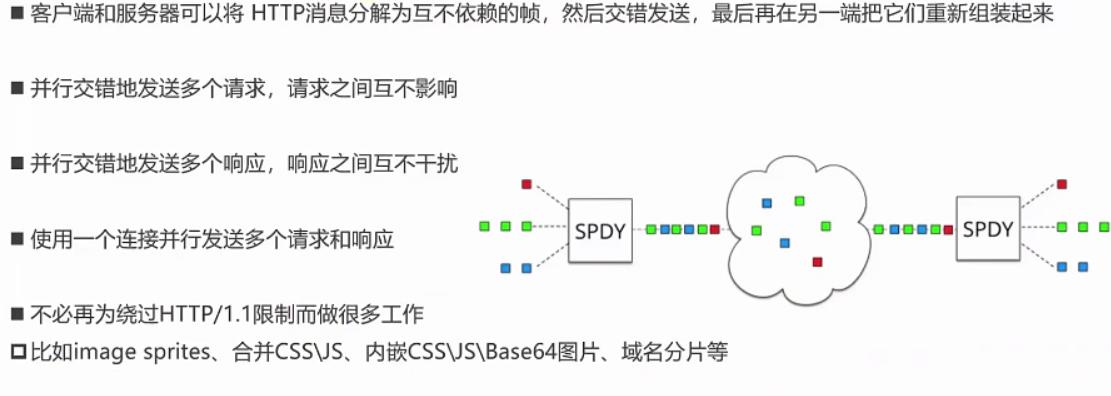 客户端和服务器可以将 HTTP消息分解为互不依赖的帧，然后交错发送，最后再在另一端把它们重新组装起来
并行交错地发送多个请求，请求之间互不影响
并行交错地发送多个响应，响应之间互不干扰
使用一个连接并行发送多个请求和响应
不必再为绕过HTTP/1.1限制而做很多工作
比如image sprites、合并CSS\JS、内嵌CSS\JS\Base64图片、域名分片等
SPDY
SPDY